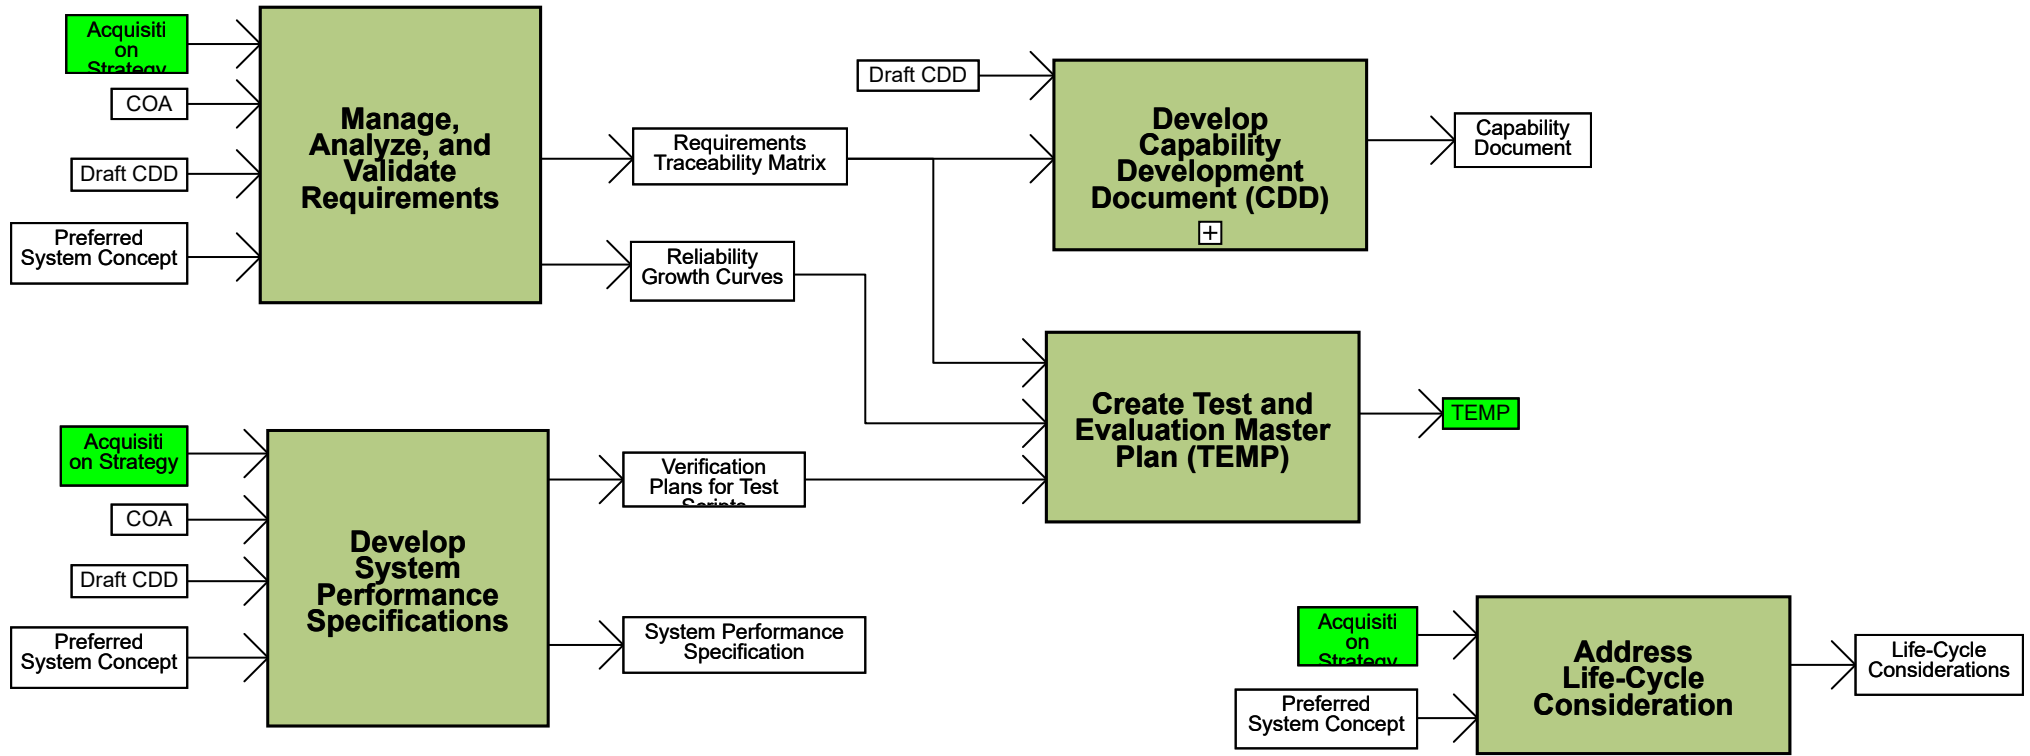 Acquisiti
on
Strategy
COA
Draft CDD
Preferred
System Concept
Manage,
Analyze, and
Validate
Requirements
Requirements
Traceability Matrix
Reliability
Growth Curves
Draft CDD
Develop
Capability
Development
Document (CDD)
Capability
Document
Acquisiti
on Strategy
COA
Draft CDD
Preferred
System Concept
Develop
System
Performance
Specifications
Verification
Plans for Test
Scripts
System Performance
Specification
Create Test and
Evaluation Master
Plan (TEMP)
TEMP
Acquisiti
on
Strategy
Preferred
System Concept
Address
Life-Cycle
Consideration
Life-Cycle
Considerations